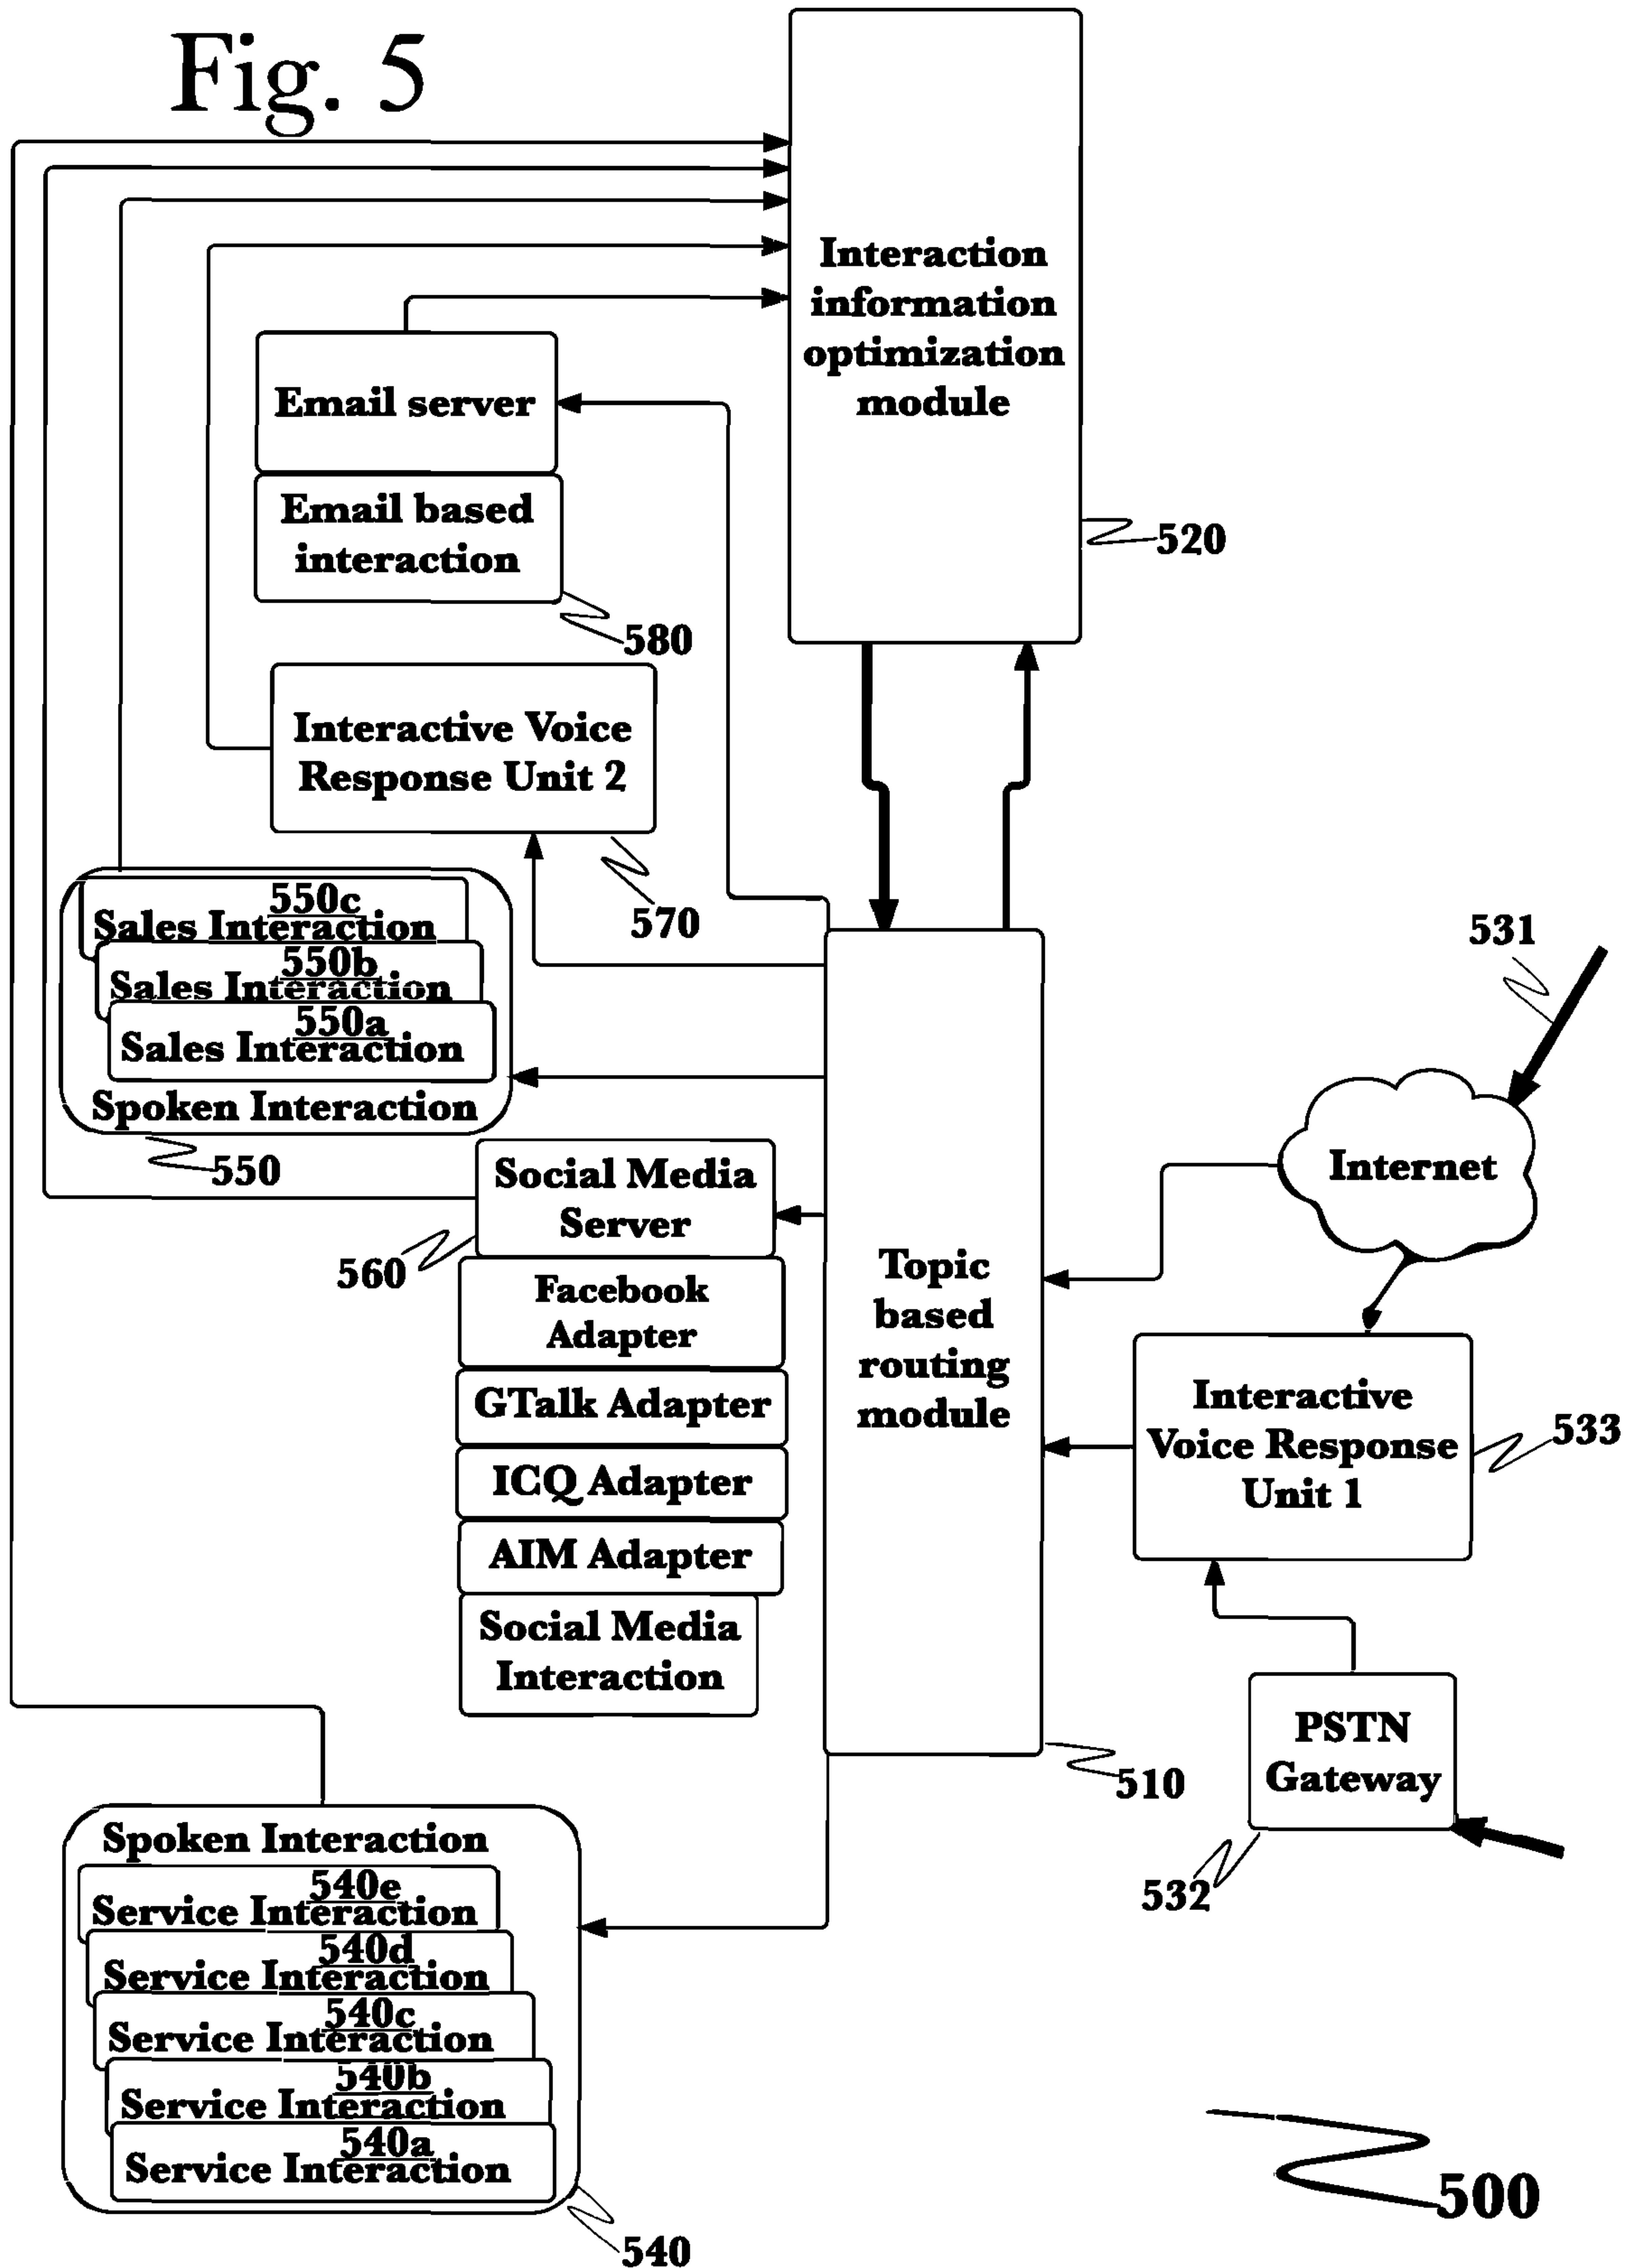 Fig. 5
Interaction
information
optimization
module
520
Email server
Email based
interaction
580
Interactive Voice
Response Unit 2
570
550c
Sales Interaction
550b
Sales Interaction
550a
Sales Interaction
Spoken Interaction
550
Social Media
Server
560
Facebook
Adapter
GTalk Adapter
ICQ Adapter
AIM Adapter
Social Media
Interaction
Topic
based
routing
module
510
531
Internet
Interactive
Voice Response
Unit 1
533
PSTN
Gateway
532
Spoken Interaction
540e
Service Interaction
540d
Service Interaction
540c
Service Interaction
540b
Service Interaction
540a
Service Interaction
540
500